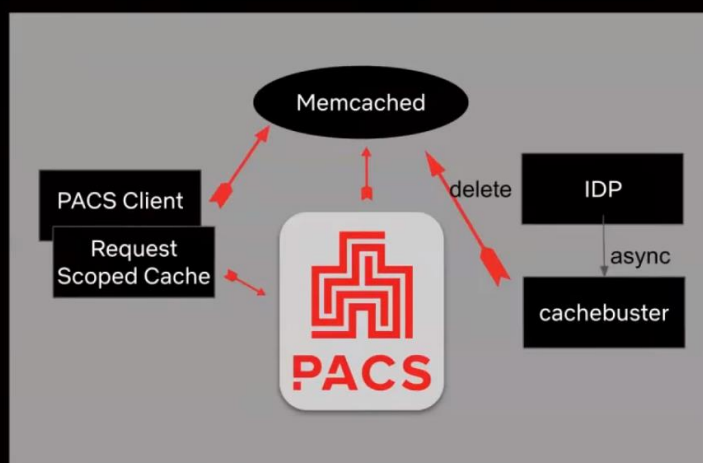 Memcached
PACS Client
Request
Scoped Cache
delete
IDP
async
cachebuster
PACS